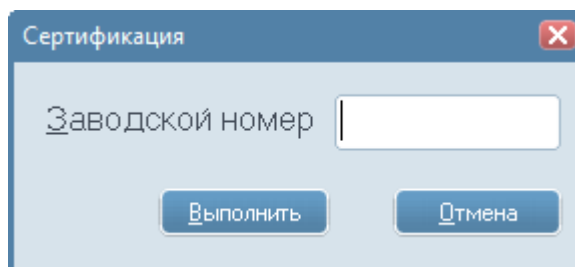 Сертификация
Заводской номер
Выполнить Отмена